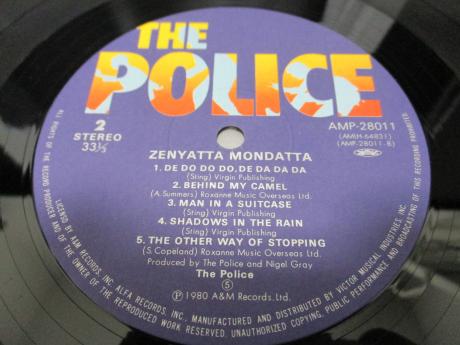 THE
POLICE
2
STEREO
33⅓
AMP-28011
(AMLH-64831)
(AMP-28011-B)
ZENYATTA MONDATTA
1. DE DO DO DO, DE DA DA DA
(Sting) Virgin Publishing
2. BEHIND MY CAMEL
(A.Summers) Roxanne Music Overseas Ltd.
3. MAN IN A SUITCASE
(Sting) Virgin Publishing
4. SHADOWS IN THE RAIN
(Sting) Virgin Publishing
5. THE OTHER WAY OF STOPPING
(S.Copeland) Roxanne Music Overseas Ltd.
Produced by The Police and Nigel Gray
The Police
5
Ⓟ 1980 A&M Records Ltd.
ALL RIGHTS OF THE RECORD PRODUCER AND OF THE OWNER OF THE REPRODUCED WORK RESERVED. UNAUTHORIZED COPYING, PUBLIC PERFORMANCE, AND BROADCASTING OF THIS RECORDING PROHIBITED.
LICENSED BY A&M RECORDS, INC. ALFA RECORDS, INC., MANUFACTURED AND DISTRIBUTED BY VICTOR MUSICAL INDUSTRIES, INC.